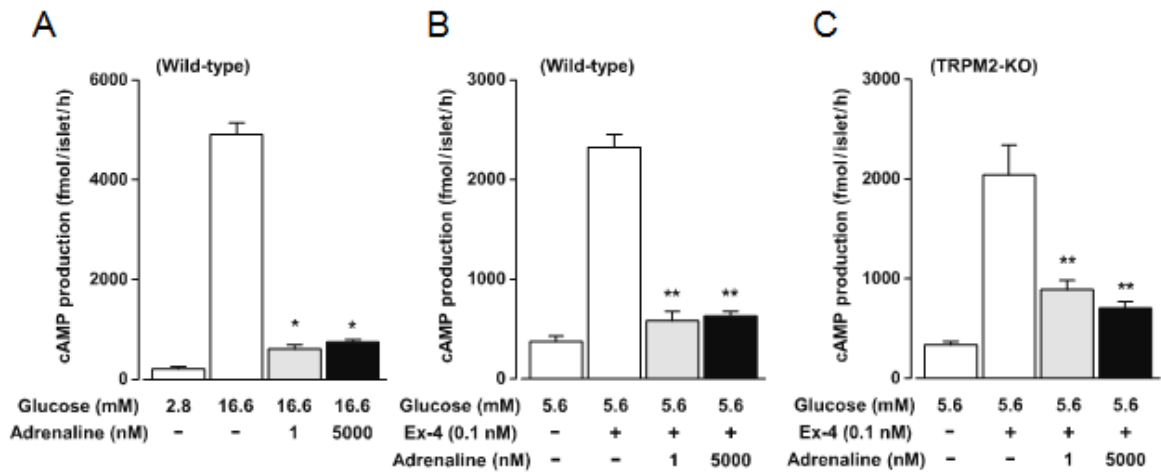 A
(Wild-type)
cAMP production (fmol/islet/h)
6000
4000
2000
0
* *
Glucose (mM) 2.8 16.6 16.6 16.6
Adrenaline (nM) – – 1 5000
B
(Wild-type)
cAMP production (fmol/islet/h)
3000
2000
1000
0
** **
Glucose (mM) 5.6 5.6 5.6 5.6
Ex-4 (0.1 nM) – + + +
Adrenaline (nM) – – 1 5000
C
(TRPM2-KO)
cAMP production (fmol/islet/h)
3000
2000
1000
0
** **
Glucose (mM) 5.6 5.6 5.6 5.6
Ex-4 (0.1 nM) – + + +
Adrenaline (nM) – – 1 5000